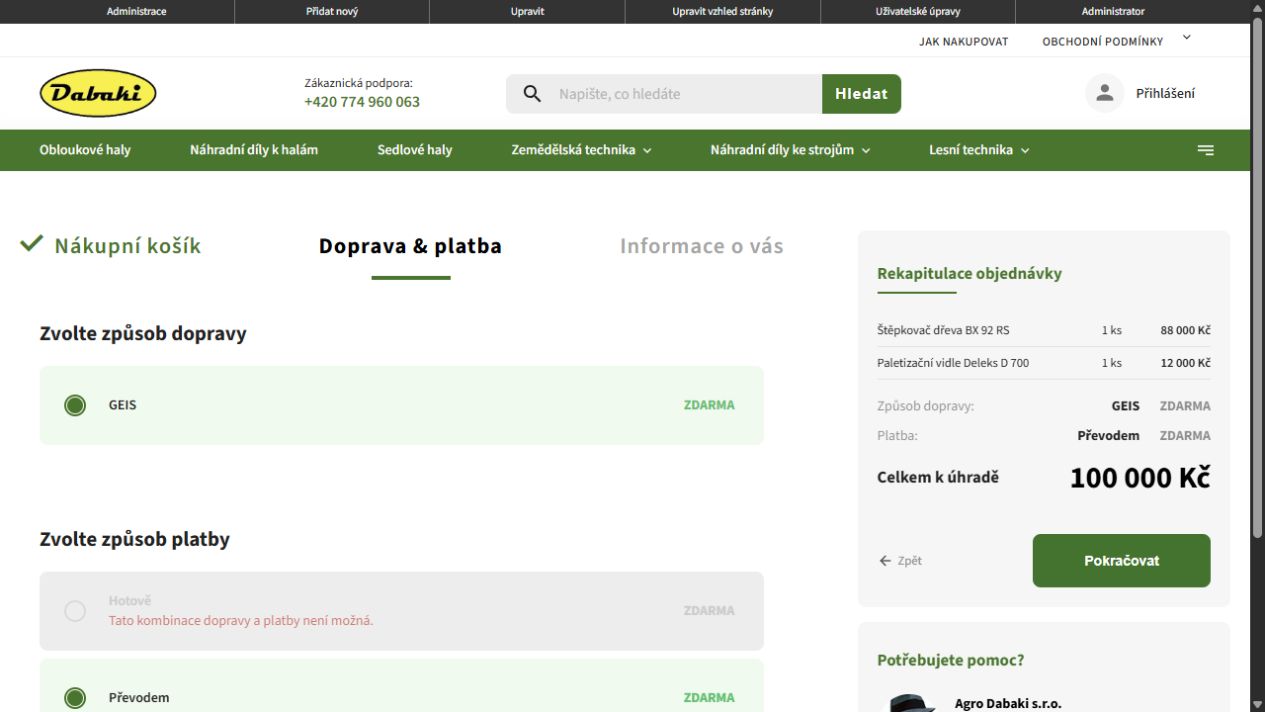 Administrace
Přidat nový
Upravit
Upravit vzhled stránky
Uživatelské úpravy
Administrator
JAK NAKUPOVAT
OBCHODNÍ PODMÍNKY
Dabaki
Zákaznická podpora:
+420 774 960 063
Napište, co hledáte
Hledat
Přihlášení
Obloukové haly
Náhradní díly k halám
Sedlové haly
Zemědělská technika
Náhradní díly ke strojům
Lesní technika
Nákupní košík
Doprava & platba
Informace o vás
Zvolte způsob dopravy
GEIS ZDARMA
Zvolte způsob platby
Hotově
Tato kombinace dopravy a platby není možná.
ZDARMA
Převodem ZDARMA
Rekapitulace objednávky
Štěpkovač dřeva BX 92 RS 1 ks 88 000 Kč
Paletizační vidle Deleks D 700 1 ks 12 000 Kč
Způsob dopravy: GEIS ZDARMA
Platba: Převodem ZDARMA
Celkem k úhradě 100 000 Kč
Zpět
Pokračovat
Potřebujete pomoc?
Agro Dabaki s.r.o.